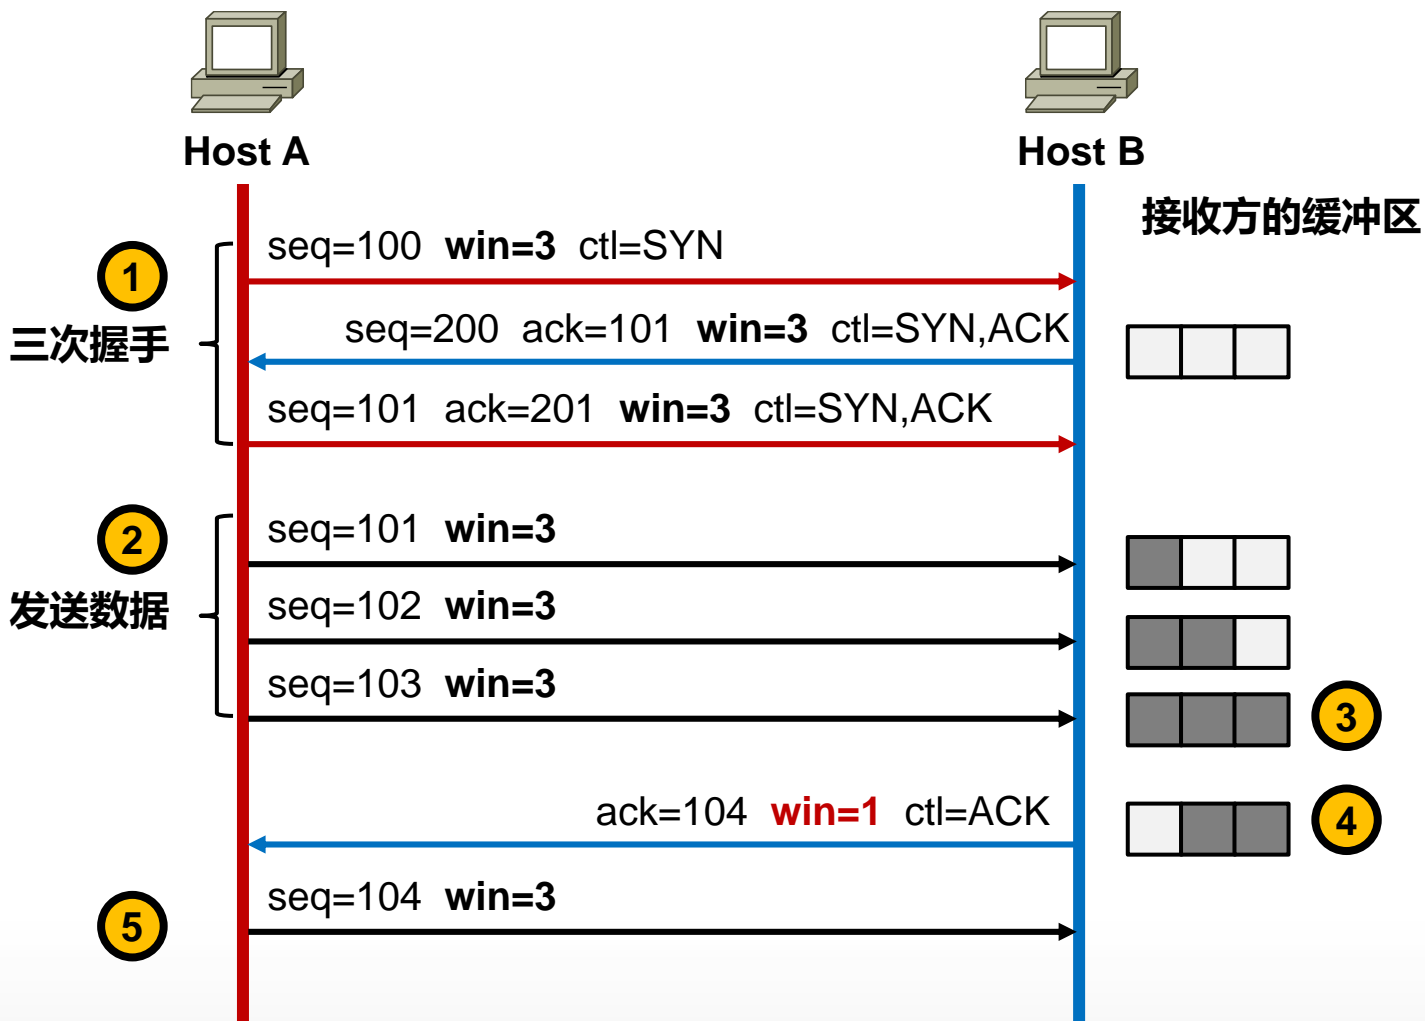 Host A
Host B
接收方的缓冲区
seq=100 win=3 ctl=SYN
1
三次握手
seq=200 ack=101 win=3 ctl=SYN,ACK
seq=101 ack=201 win=3 ctl=SYN,ACK
2
发送数据
seq=101 win=3
seq=102 win=3
seq=103 win=3
3
ack=104 win=1 ctl=ACK
4
seq=104 win=3
5